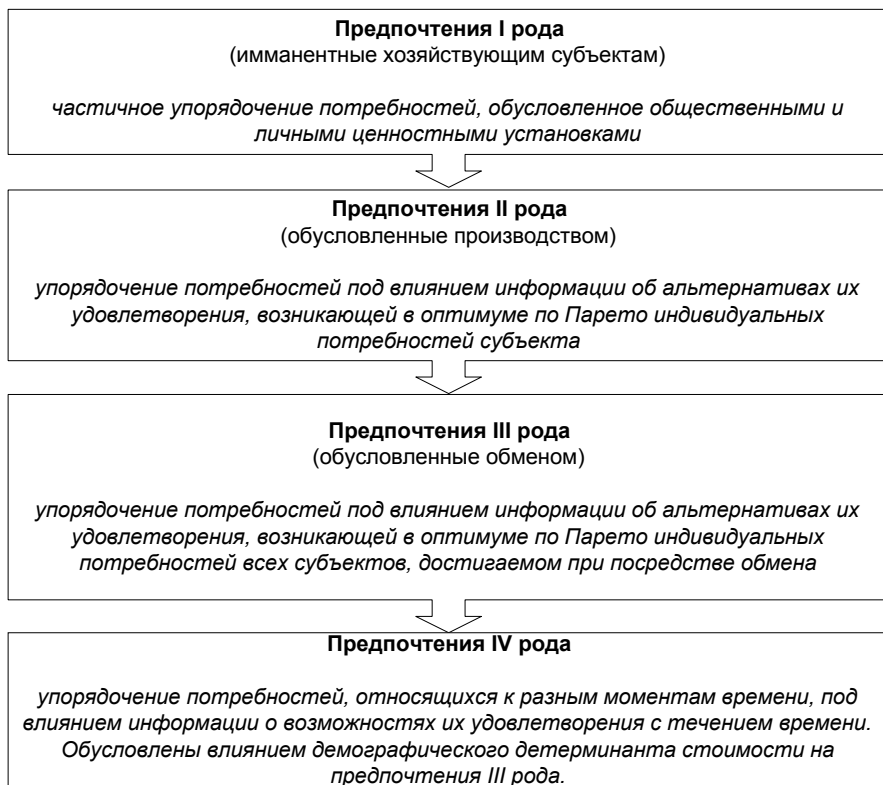 Предпочтения I рода
(имманентные хозяйствующим субъектам)
частичное упорядочение потребностей, обусловленное общественными и
личными ценностными установками
Предпочтения II рода
(обусловленные производством)
упорядочение потребностей под влиянием информации об альтернативах их
удовлетворения, возникающей в оптимуме по Парето индивидуальных
потребностей субъекта
Предпочтения III рода
(обусловленные обменом)
упорядочение потребностей под влиянием информации об альтернативах их
удовлетворения, возникающей в оптимуме по Парето индивидуальных
потребностей всех субъектов, достигаемом при посредстве обмена
Предпочтения IV рода
упорядочение потребностей, относящихся к разным моментам времени, под
влиянием информации о возможностях их удовлетворения с течением времени.
Обусловлены влиянием демографического детерминанта стоимости на
предпочтения III рода.